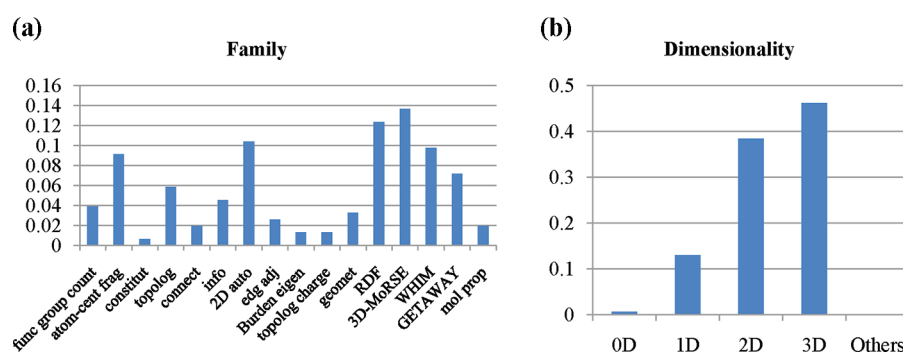 (a)
Family
0.16
0.14
0.12
0.1
0.08
0.06
0.04
0.02
0
func group count
atom-cent frag
constitut
topolog
connect
info
2D auto
edg adj
Burden eigen
topolog charge
geomet
RDF
3D-MoRSE
WHIM
GETAWAY
mol prop
(b)
Dimensionality
0.5
0.4
0.3
0.2
0.1
0
0D
1D
2D
3D
Others